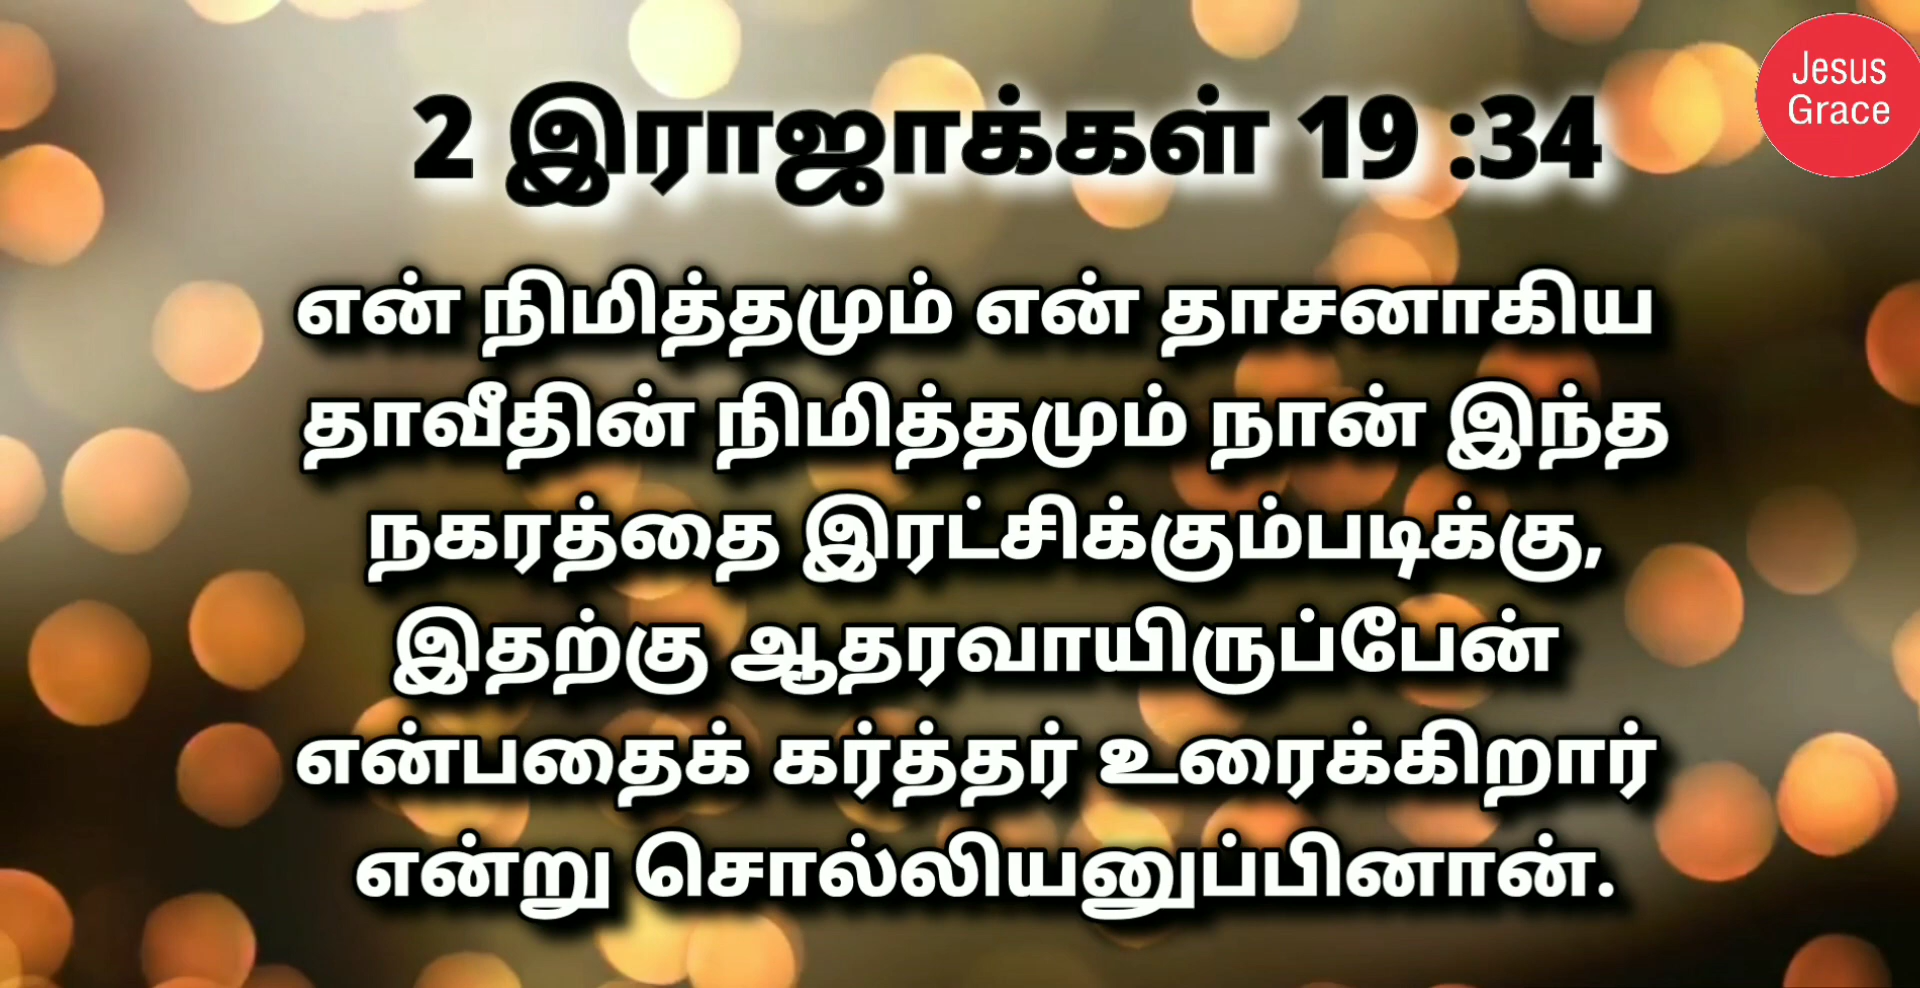 2 இராஜாக்கள் 19 :34
Jesus
Grace
என் நிமித்தமும் என் தாசனாகிய
தாவீதின் நிமித்தமும் நான் இந்த
நகரத்தை இரட்சிக்கும்படிக்கு,
இதற்கு ஆதரவாயிருப்பேன்
என்பதைக் கர்த்தர் உரைக்கிறார்
என்று சொல்லியனுப்பினான்.